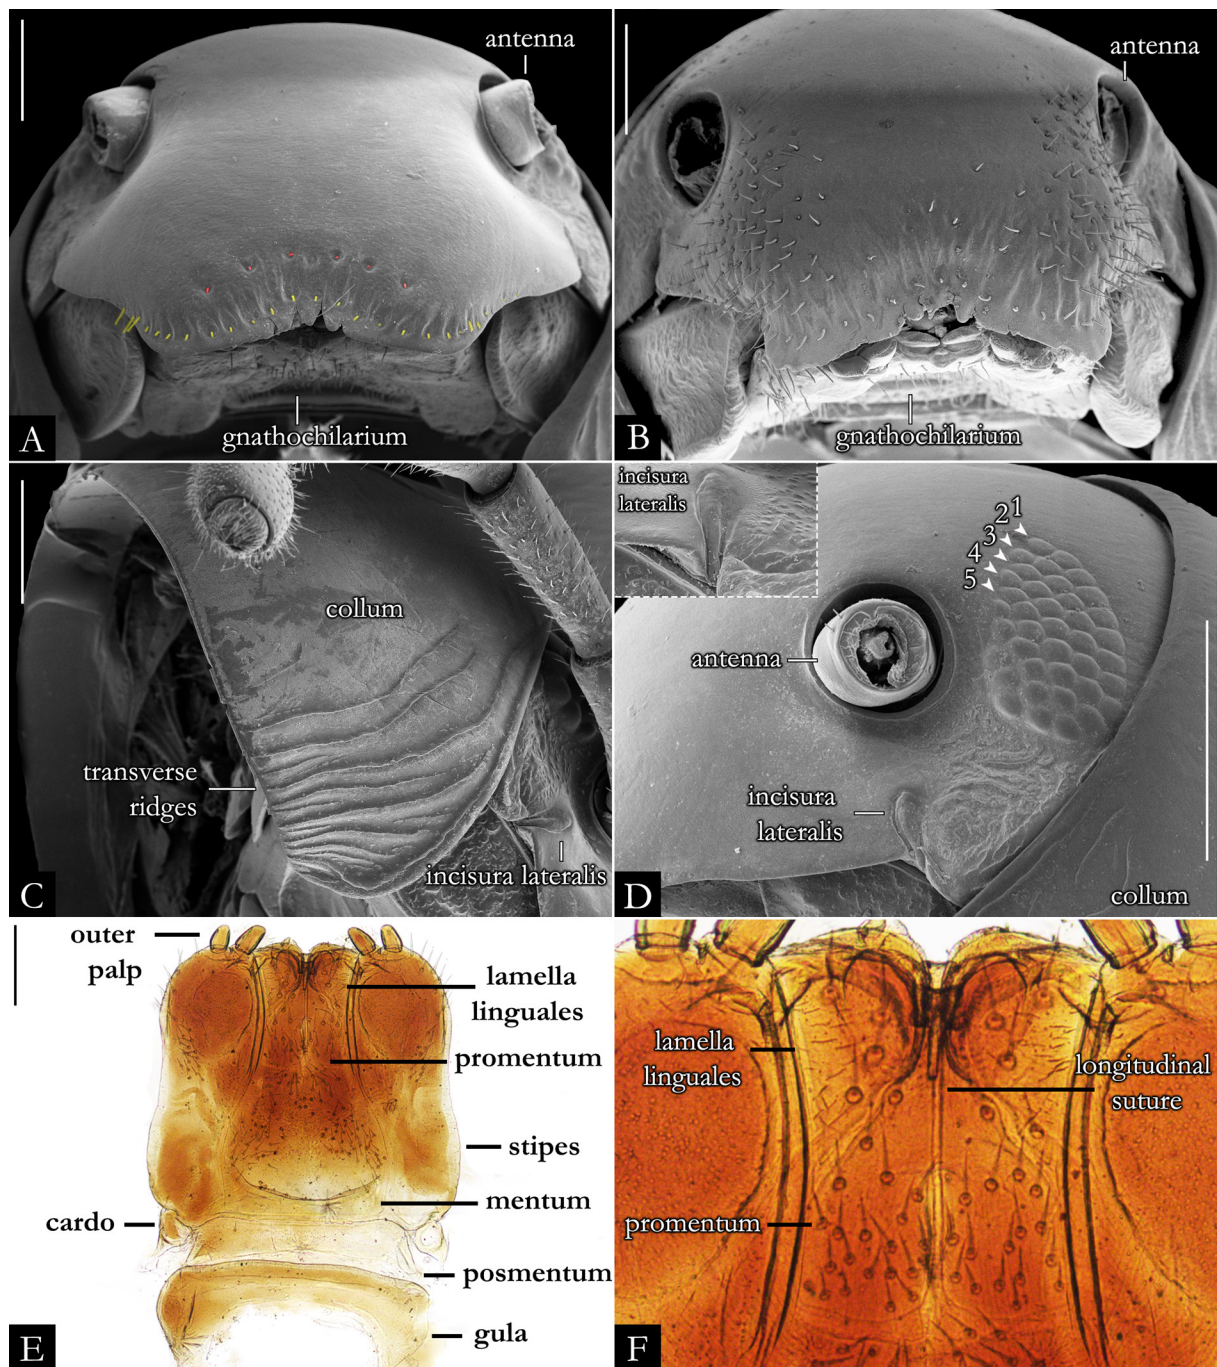 antenna
gnathochilarium
A
antenna
gnathochilarium
B
collum
transverse
ridges
incisura lateralis
C
incisura
lateralis
1
2
3
4
5
antenna
incisura
lateralis
collum
D
outer
palp
lamella
linguales
promentum
stipes
mentum
cardo
posmentum
gula
E
lamella
linguales
longitudinal
suture
promentum
F